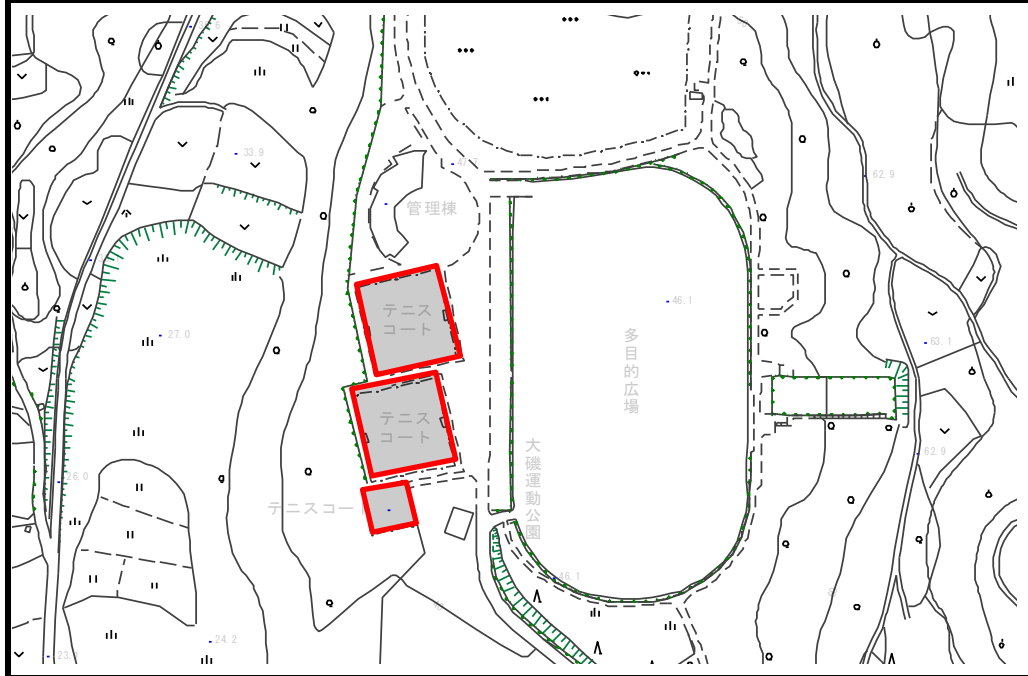 33.9
47.7
62.9
管理棟
テニス
コート
46.1
27.0
多目的広場
63.1
テニス
コート
大磯運動公園
62.9
26.0
テニスコート
46.1
24.2